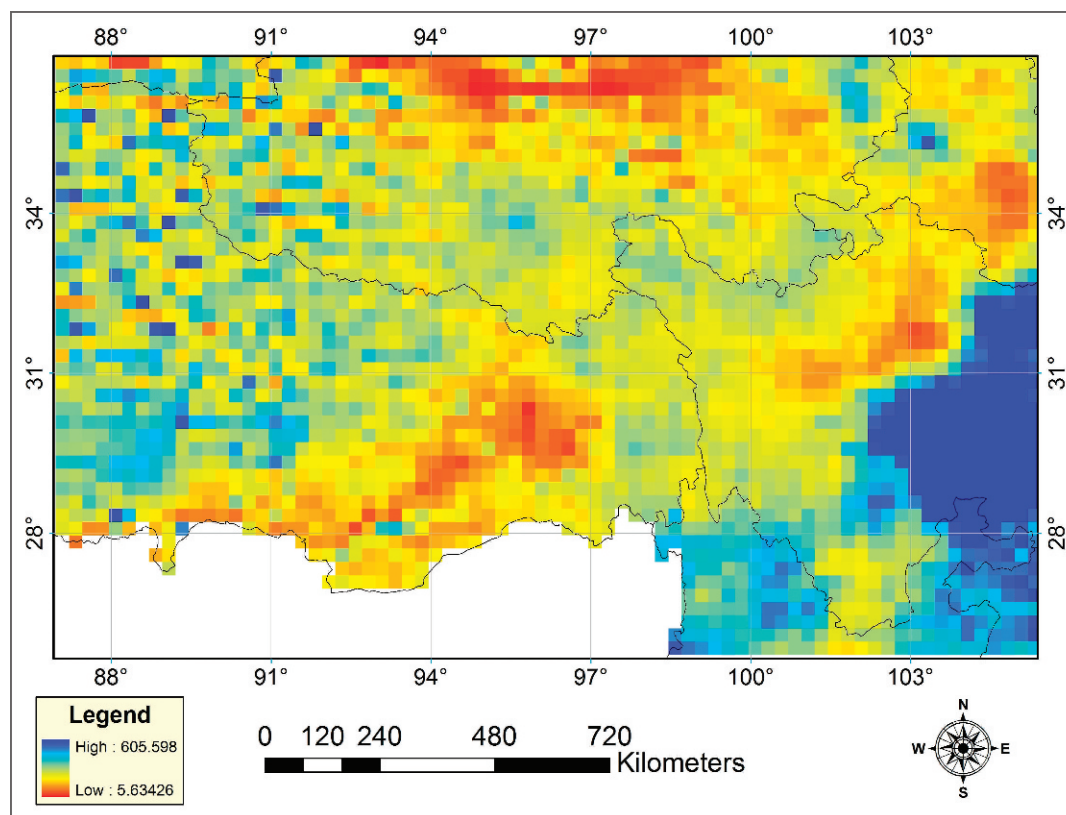 88° 91° 94° 97° 100° 103°
34° 34°
31° 31°
28° 28°
88° 91° 94° 97° 100° 103°
Legend
High : 605.598
Low : 5.63426
0 120 240 480 720
Kilometers
N
W E
S